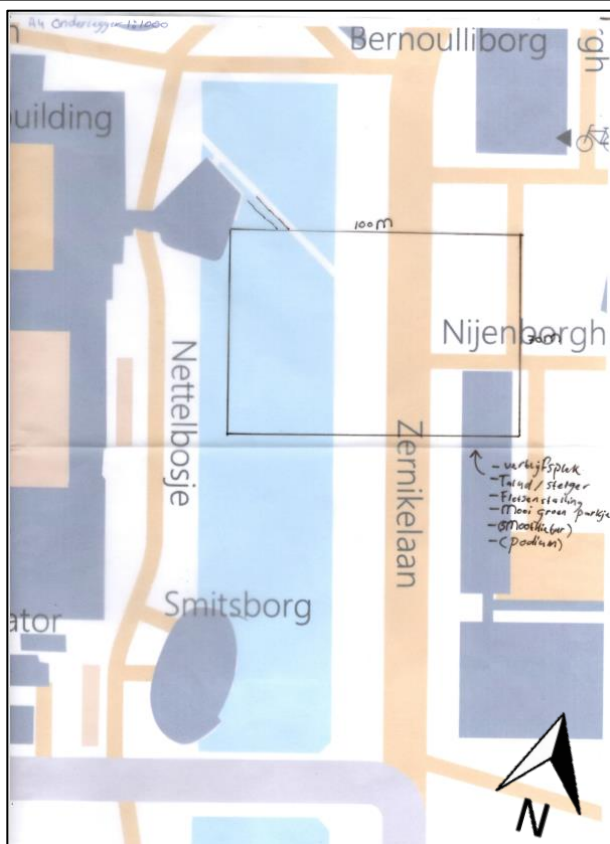 A4 Onderlegger 1:1000
n
Bernoulliborg
gh
uilding
100m
Nijenborgh
70m
Nettelbosje
Zernikelaan
- verblijfsplek
- Talud / steiger
- Fietsenstalling
- Mooi groen parkje
- (podium)
Smitsborg
ator
N